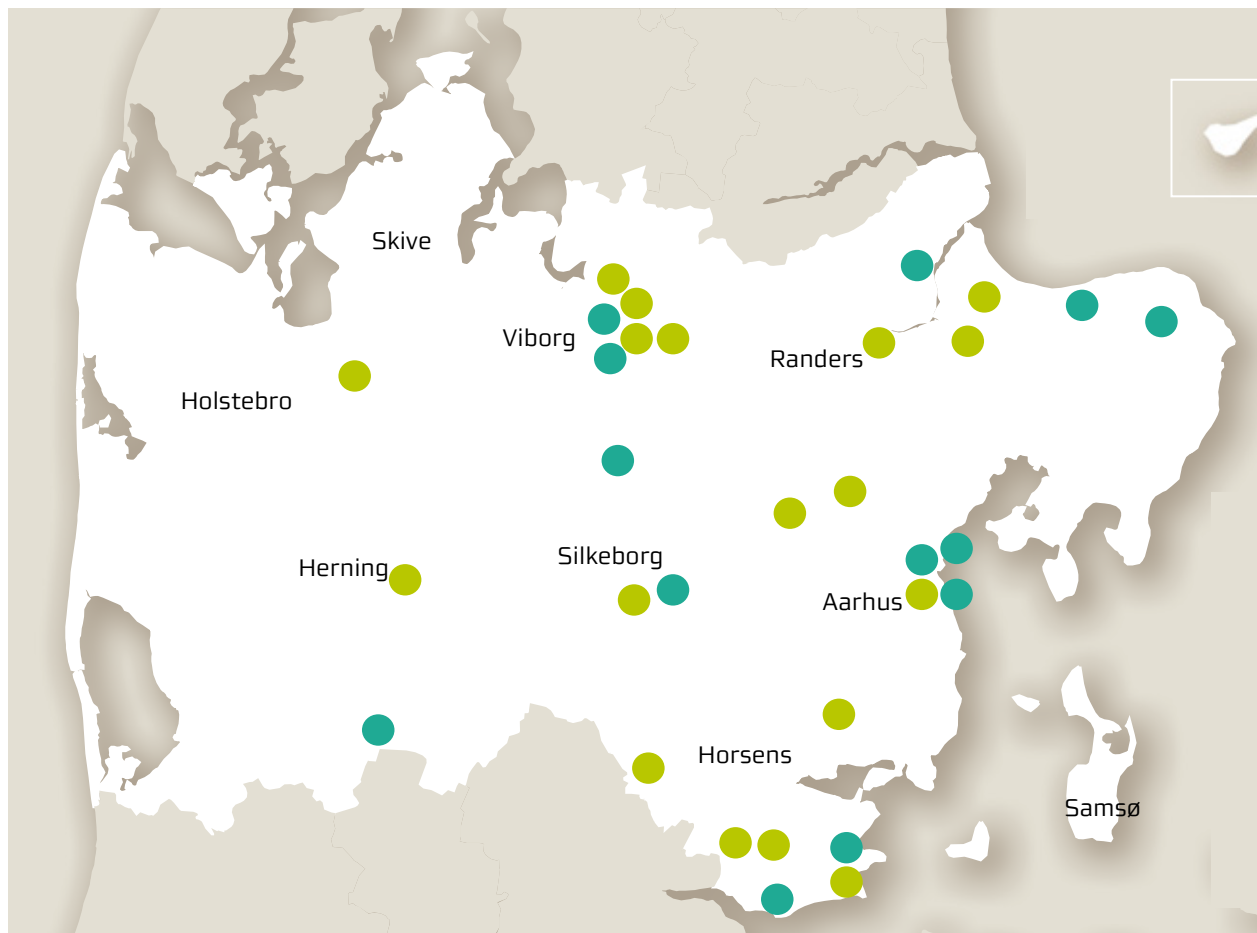 Skive
Viborg
Randers
Holstebro
Silkeborg
Herning
Aarhus
Horsens
Samsø